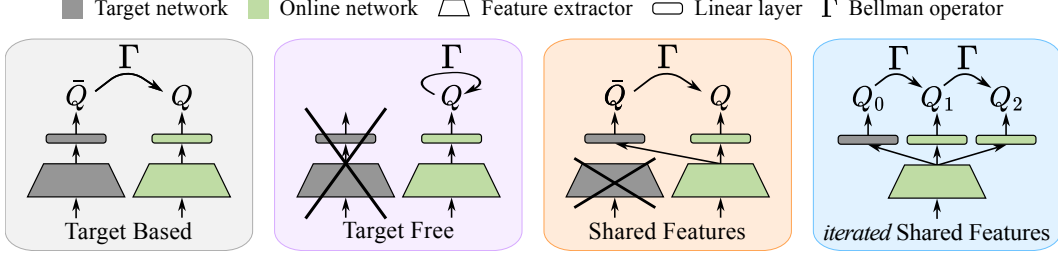 Target network Online network Feature extractor Linear layer Γ Bellman operator
Γ Γ Γ Γ Γ
Q̄ Q Q Q̄ Q Q₀ Q₁ Q₂
Target Based Target Free Shared Features iterated Shared Features